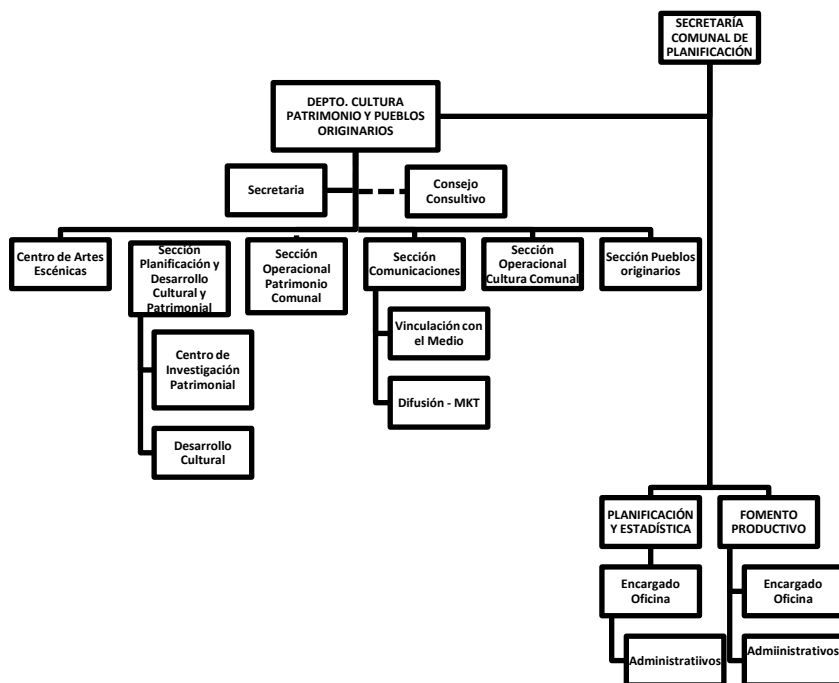 SECRETARÍA
COMUNAL DE
PLANIFICACIÓN
DEPTO. CULTURA
PATRIMONIO Y PUEBLOS
ORIGINARIOS
Secretaria
Consejo
Consultivo
Centro de Artes
Escénicas
Sección
Planificación y
Desarrollo
Cultural y
Patrimonial
Sección
Operacional
Patrimonio
Comunal
Sección
Comunicaciones
Sección
Operacional
Cultura Comunal
Sección Pueblos
originarios
Centro de
Investigación
Patrimonial
Desarrollo
Cultural
Vinculación con
el Medio
Difusión - MKT
PLANIFICACIÓN
Y ESTADÍSTICA
FOMENTO
PRODUCTIVO
Encargado
Oficina
Administratiivos
Encargado
Oficina
Admiinistrativos